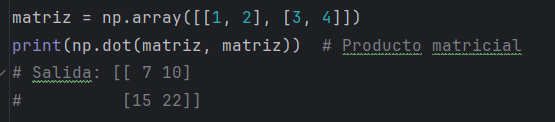 matriz = np.array([[1, 2], [3, 4]])
print(np.dot(matriz, matriz))  # Producto matricial
# Salida: [[ 7 10]
#          [15 22]]